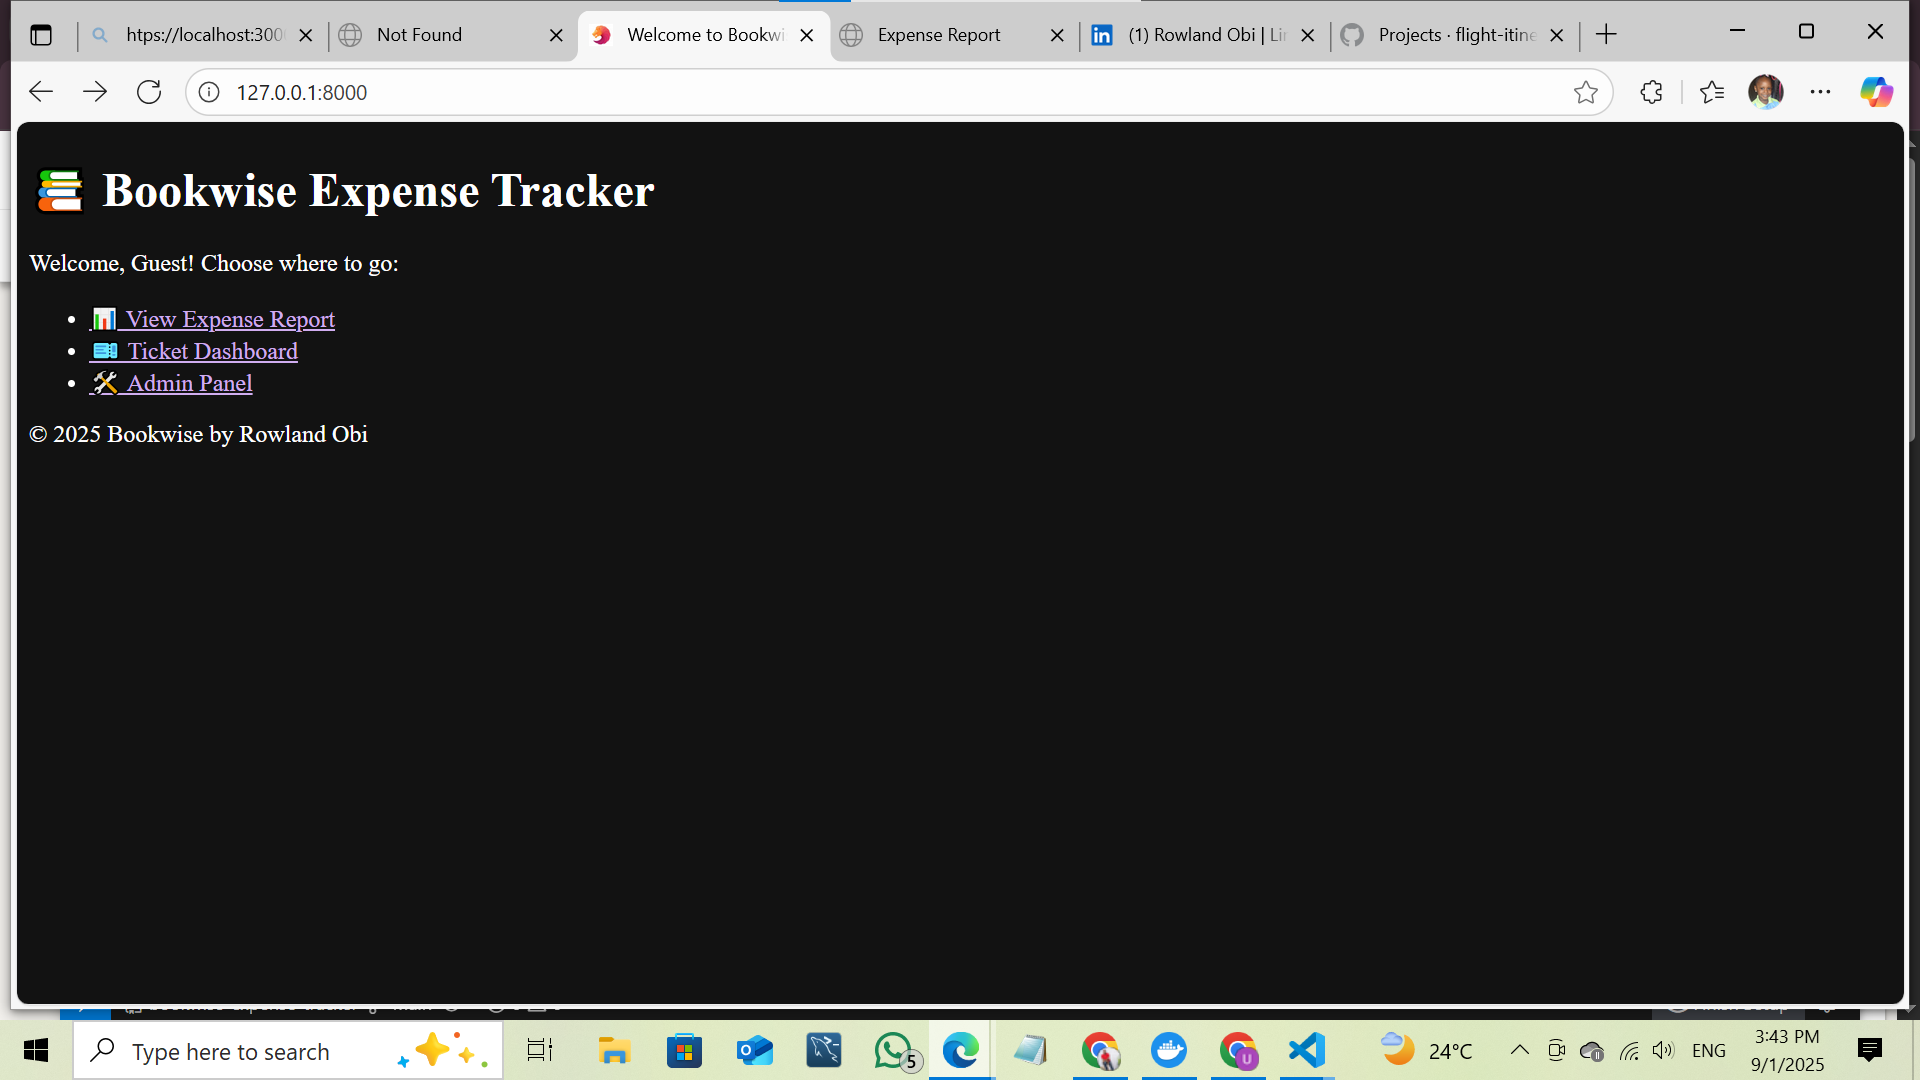 htps://localhost:300
Not Found
Welcome to Bookwi
Expense Report
(1) Rowland Obi | Lin
Projects · flight-itine
127.0.0.1:8000
Bookwise Expense Tracker
Welcome, Guest! Choose where to go:
View Expense Report
Ticket Dashboard
Admin Panel
© 2025 Bookwise by Rowland Obi
Type here to search
5
U
24°C
ENG
3:43 PM
9/1/2025